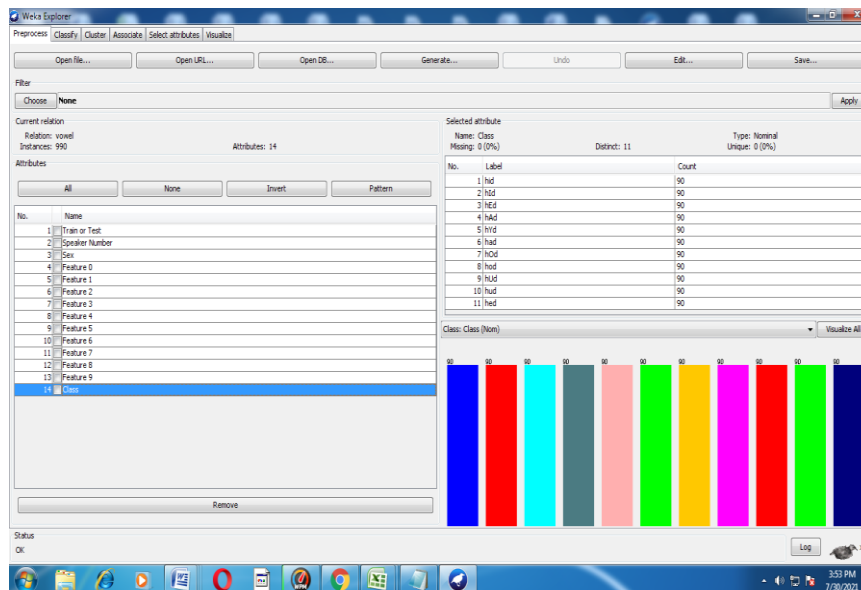 Weka Explorer
Preprocess Classify Cluster Associate Select attributes Visualize
Open file... Open URL... Open DB... Generate... Undo Edit... Save...
Filter
Choose None Apply
Current relation
Relation: vowel
Instances: 990 Attributes: 14
Attributes
All None Invert Pattern
No. Name
1 Train or Test
2 Speaker Number
3 Sex
4 Feature 0
5 Feature 1
6 Feature 2
7 Feature 3
8 Feature 4
9 Feature 5
10 Feature 6
11 Feature 7
12 Feature 8
13 Feature 9
14 Class
Remove
Selected attribute
Name: Class Type: Nominal
Missing: 0 (0%) Distinct: 11 Unique: 0 (0%)
No. Label Count
1 hid 90
2 hId 90
3 hEd 90
4 hAd 90
5 hYd 90
6 had 90
7 hOd 90
8 hod 90
9 hUd 90
10 hud 90
11 hed 90
Class: Class (Nom) Visualize All
90 90 90 90 90 90 90 90 90 90 90
Status
OK Log
3:53 PM
7/30/2021